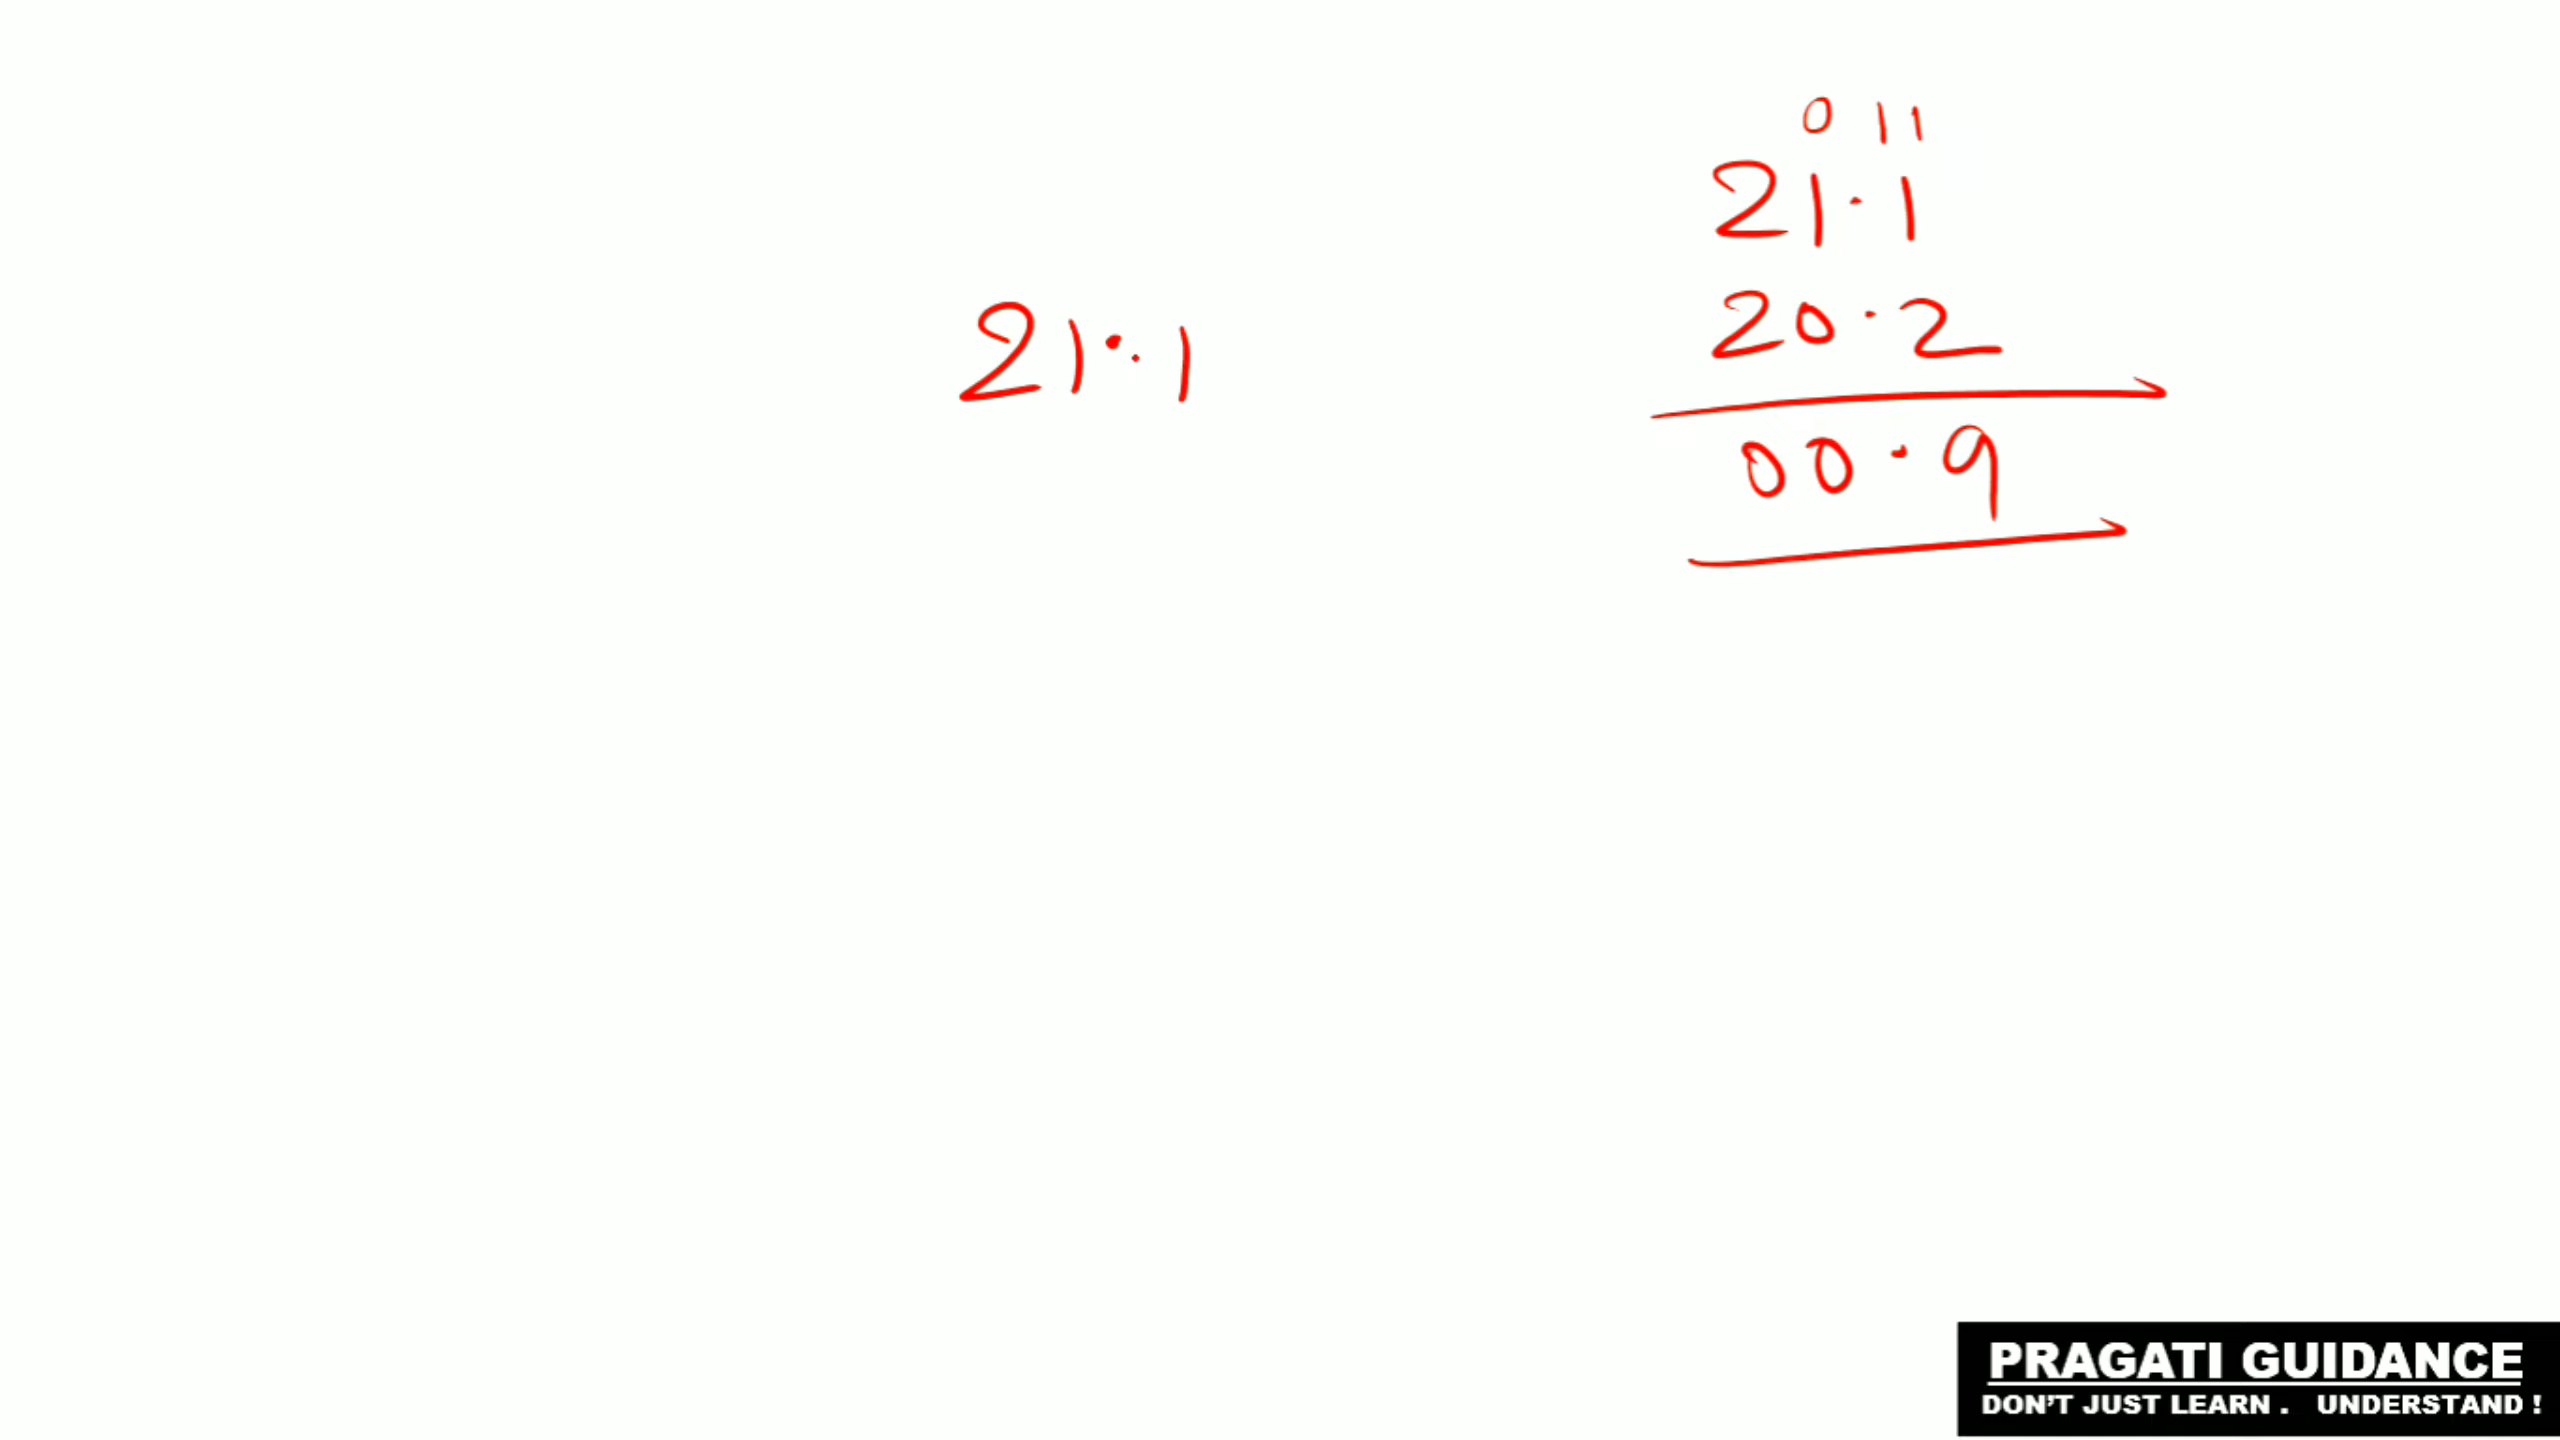 0 11
21.1
20.2
00.9
21.1
PRAGATI GUIDANCE
DON'T JUST LEARN . UNDERSTAND !